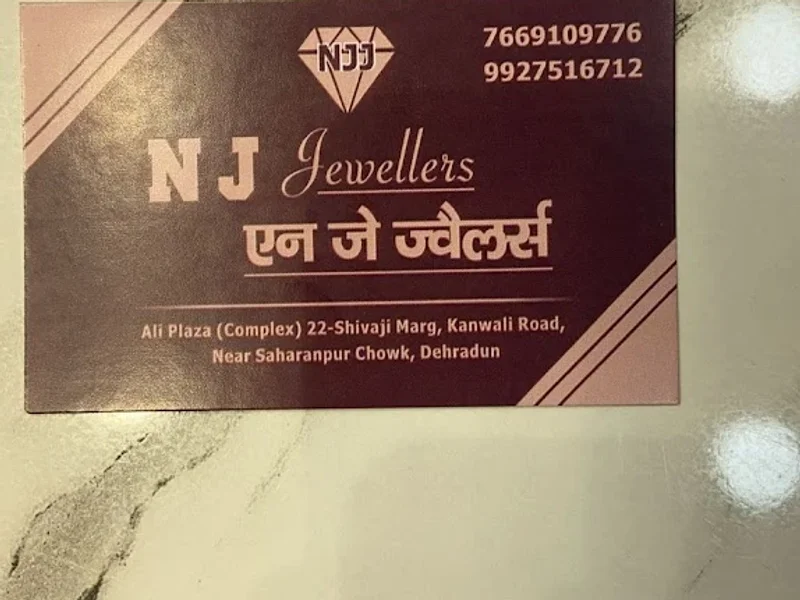 NJJ
7669109776
9927516712
N J Jewellers
एन जे ज्वैलर्स
Ali Plaza (Complex) 22-Shivaji Marg, Kanwali Road,
Near Saharanpur Chowk, Dehradun